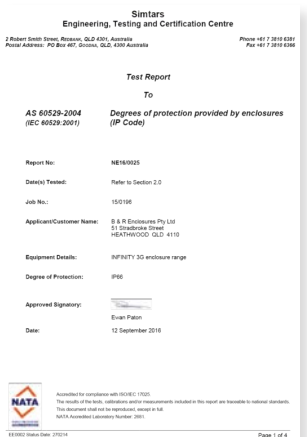 Simtars
Engineering, Testing and Certification Centre
2 Robert Smith Street, Redbank, QLD 4301, Australia
Phone +61 7 3810 6381
Postal Address: PO Box 467, Goodna, QLD, 4300 Australia
Fax +61 7 3810 6366
Test Report
To
AS 60529-2004
Degrees of protection provided by enclosures
(IEC 60529:2001)
(IP Code)
Report No:
NE16/0025
Date(s) Tested:
Refer to Section 2.0
Job No.:
15/0198
Applicant/Customer Name:
B & R Enclosures Pty Ltd
51 Stradbroke Street
HEATHWOOD QLD 4110
Equipment Details:
INFINITY 3G enclosure range
Degree of Protection:
IP66
Approved Signatory:
Ewan Paton
Date:
12 September 2016
NATA
Accredited for compliance with ISO/IEC 17025
The results of the tests, calibrations and/or measurements included in this report are traceable to national standards.
This document shall not be reproduced, except in full
NATA Accredited Laboratory Number: 2661.
EE0002 Status Date: 270214
Page 1 of 4